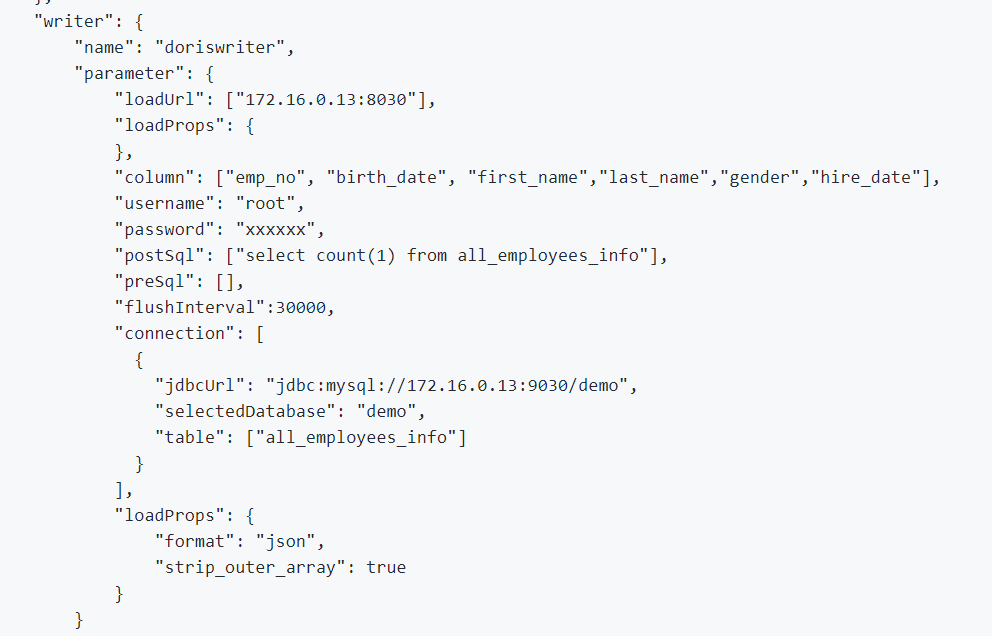 },
"writer": {
"name": "doriswriter",
"parameter": {
"loadUrl": ["172.16.0.13:8030"],
"loadProps": {
},
"column": ["emp_no", "birth_date", "first_name","last_name","gender","hire_date"],
"username": "root",
"password": "xxxxxx",
"postSql": ["select count(1) from all_employees_info"],
"preSql": [],
"flushInterval":30000,
"connection": [
{
"jdbcUrl": "jdbc:mysql://172.16.0.13:9030/demo",
"selectedDatabase": "demo",
"table": ["all_employees_info"]
}
],
"loadProps": {
"format": "json",
"strip_outer_array": true
}
}